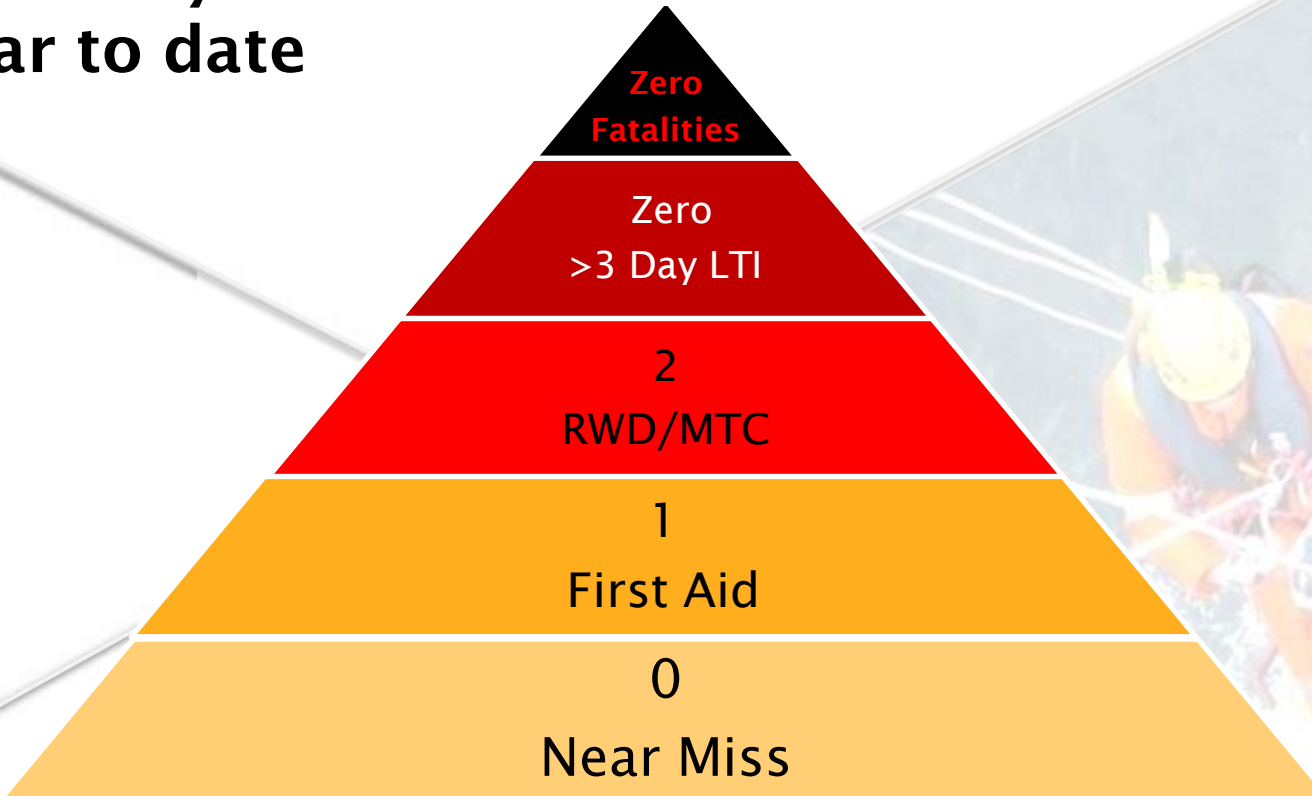 ar to date
Zero
Fatalities
Zero
>3 Day LTI
2
RWD/MTC
1
First Aid
0
Near Miss